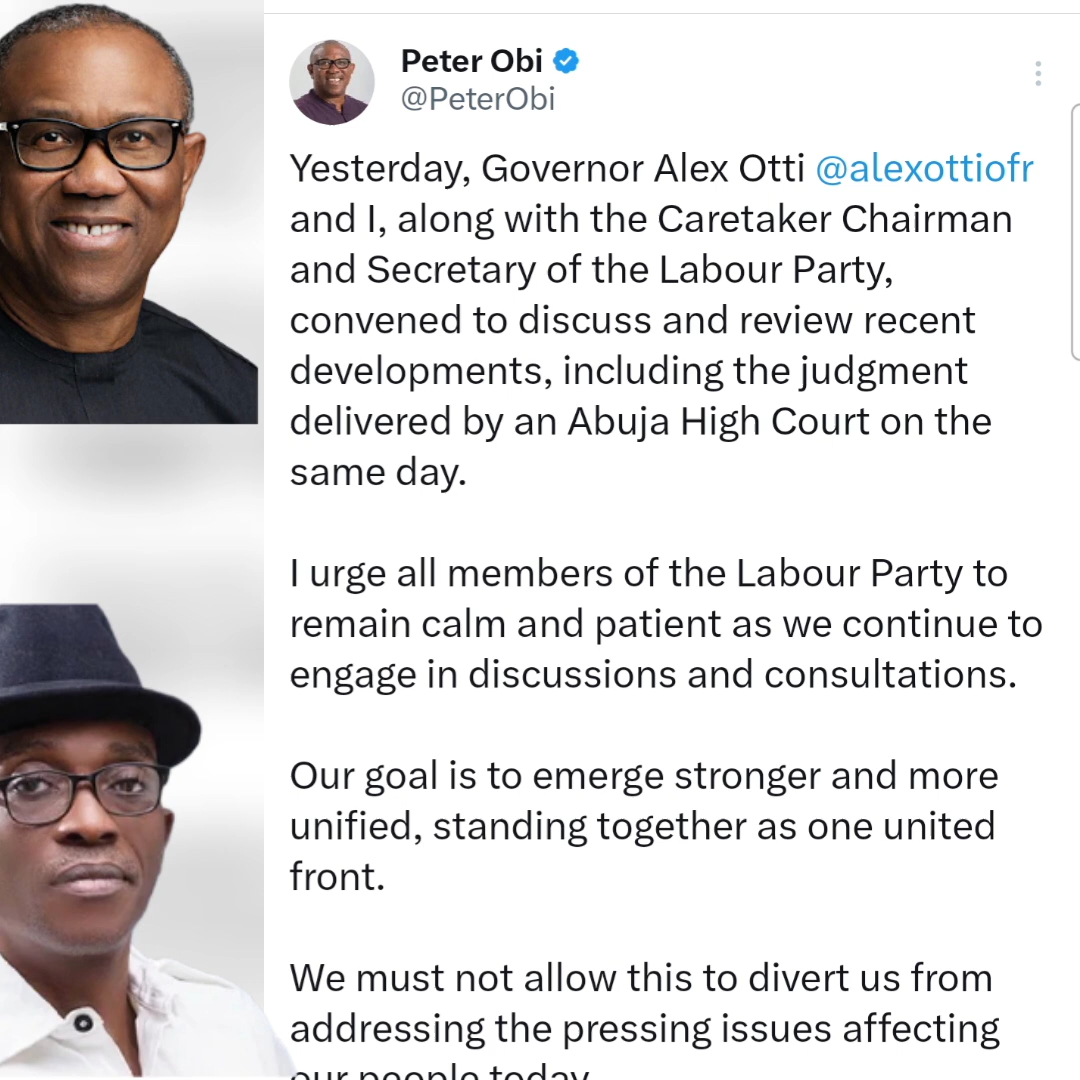 Peter Obi
@PeterObi
Yesterday, Governor Alex Otti @alexottiofr
and I, along with the Caretaker Chairman
and Secretary of the Labour Party,
convened to discuss and review recent
developments, including the judgment
delivered by an Abuja High Court on the
same day.
I urge all members of the Labour Party to
remain calm and patient as we continue to
engage in discussions and consultations.
Our goal is to emerge stronger and more
unified, standing together as one united
front.
We must not allow this to divert us from
addressing the pressing issues affecting
our people today